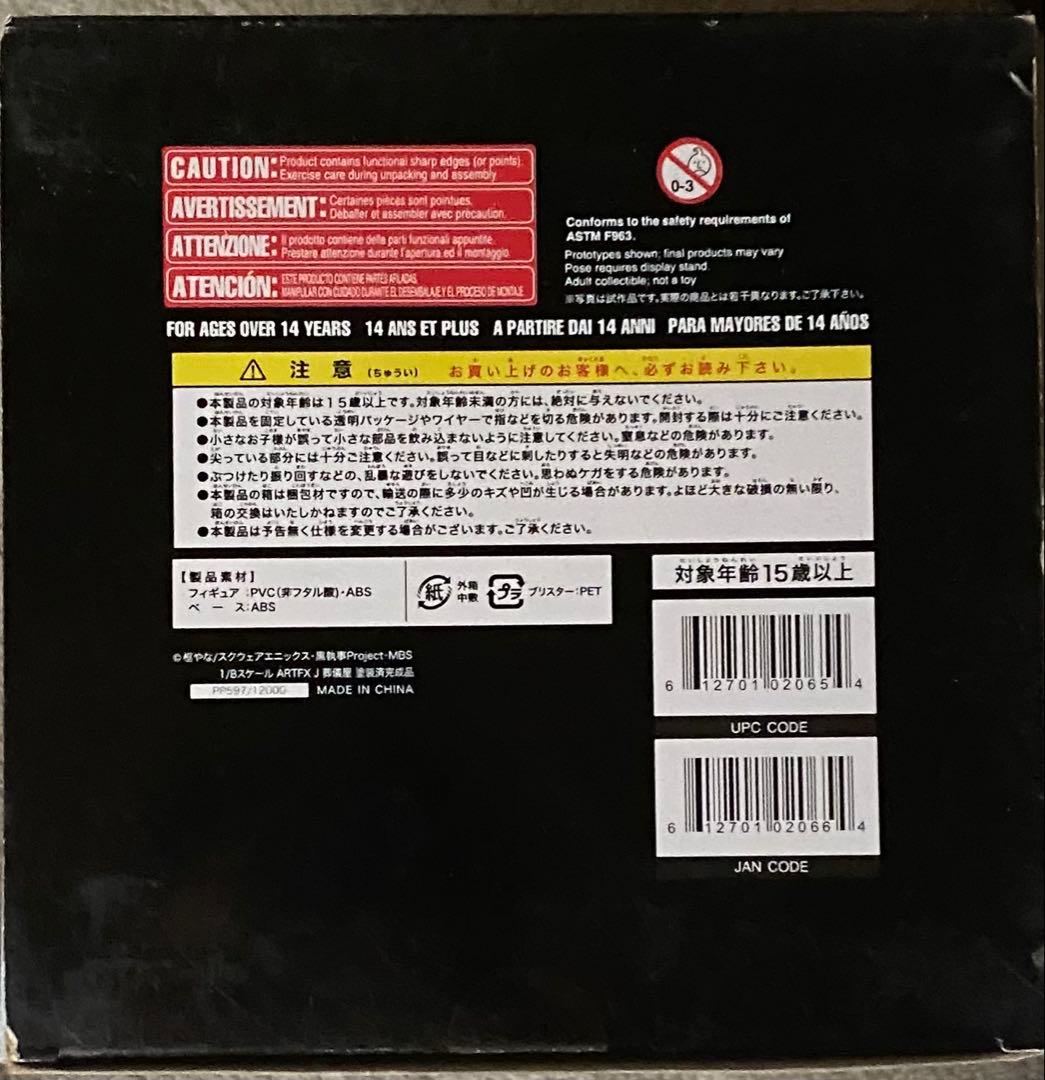 CAUTION: Product contains functional sharp edges (or points).
Exercise care during unpacking and assembly
AVERTISSEMENT: Certaines pièces sont pointues.
Déballer et assembler avec précaution.
ATTENZIONE: Il prodotto contiene delle parti funzionali appuntite.
Prestare attenzione durante l'apertura ed il montaggio.
ATENCIÓN: ESTE PRODUCTO CONTIENE PARTES AFILADAS.
MANIPULAR CON CUIDADO DURANTE EL DESEMBALAJE Y EL PROCESO DE MONTAJE
0-3
Conforms to the safety requirements of
ASTM F963.
Prototypes shown; final products may vary
Pose requires display stand.
Adult collectible; not a toy
※写真は試作品です。実際の商品とは若干異なります。ご了承下さい。
FOR AGES OVER 14 YEARS 14 ANS ET PLUS A PARTIRE DAI 14 ANNI PARA MAYORES DE 14 AÑOS
注意 (ちゅうい) お買い上げのお客様へ、必ずお読み下さい。
●本製品の対象年齢は15歳以上です。対象年齢未満の方には、絶対に与えないでください。
●本製品を固定している透明パッケージやワイヤーで指などを切る危険があります。開封する際は十分にご注意ください。
●小さなお子様が誤って小さな部品を飲み込まないように注意してください。窒息などの危険があります。
●尖っている部分には十分ご注意ください。誤って目などに刺したりすると失明などの危険があります。
●ぶつけたり振り回すなどの、乱暴な遊びをしないでください。思わぬケガをする危険があります。
●本製品の箱は梱包材ですので、輸送の際に多少のキズや凹が生じる場合があります。よほど大きな破損の無い限り、
箱の交換はいたしかねますのでご了承ください。
●本製品は予告無く仕様を変更する場合がございます。ご了承ください。
【製品素材】
フィギュア:PVC(非フタル酸)・ABS
ベース:ABS
紙 外箱
中敷
プラ ブリスター:PET
対象年齢15歳以上
©枢やな/スクウェアエニックス・黒執事Project・MBS
1/8スケール ARTFX J 葬儀屋 塗装済完成品
PP597/12000 MADE IN CHINA
6 12701 02065 4
UPC CODE
6 12701 02066 4
JAN CODE